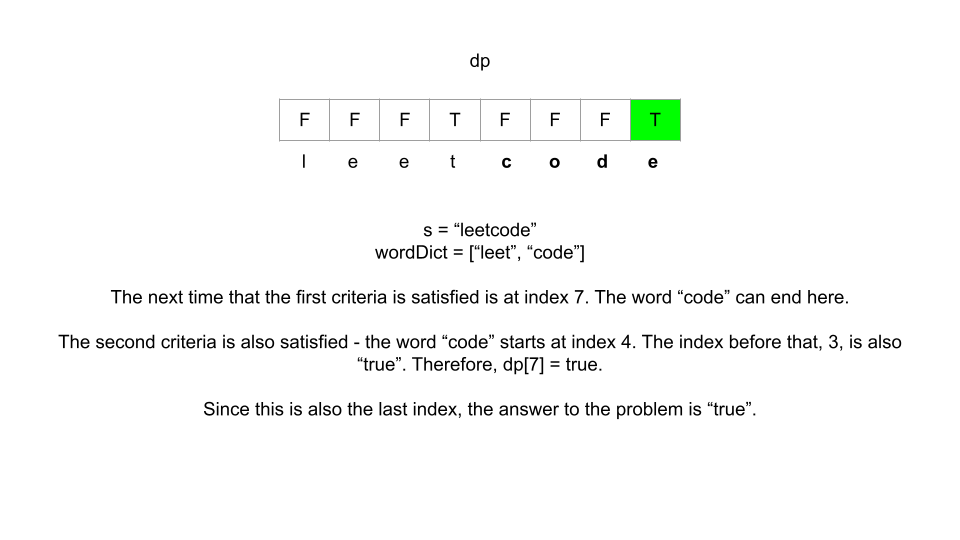 dp
F F F T F F F T
l e e t c o d e
s = “leetcode”
wordDict = [“leet”, “code”]
The next time that the first criteria is satisfied is at index 7. The word “code” can end here.
The second criteria is also satisfied - the word “code” starts at index 4. The index before that, 3, is also
“true”. Therefore, dp[7] = true.
Since this is also the last index, the answer to the problem is “true”.